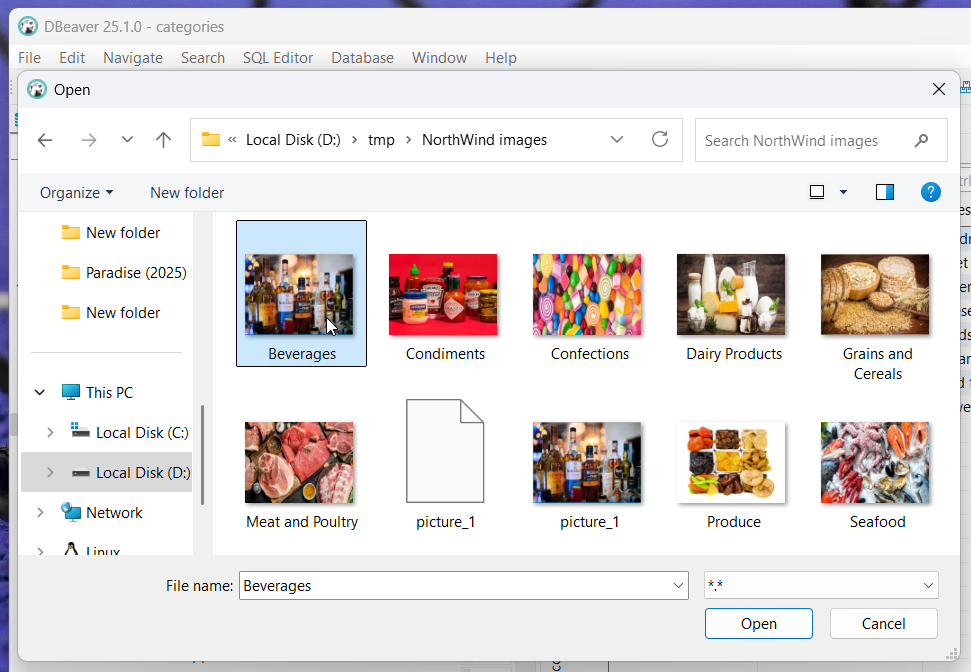 DBeaver 25.1.0 - categories
File Edit Navigate Search SQL Editor Database Window Help
Open
« Local Disk (D:) › tmp › NorthWind images
Search NorthWind images
Organize New folder
New folder
Paradise (2025)
New folder
This PC
Local Disk (C:)
Local Disk (D:)
Network
Linux
Beverages Condiments Confections Dairy Products Grains and
Cereals
Meat and Poultry picture_1 picture_1 Produce Seafood
File name: Beverages *.*
Open Cancel